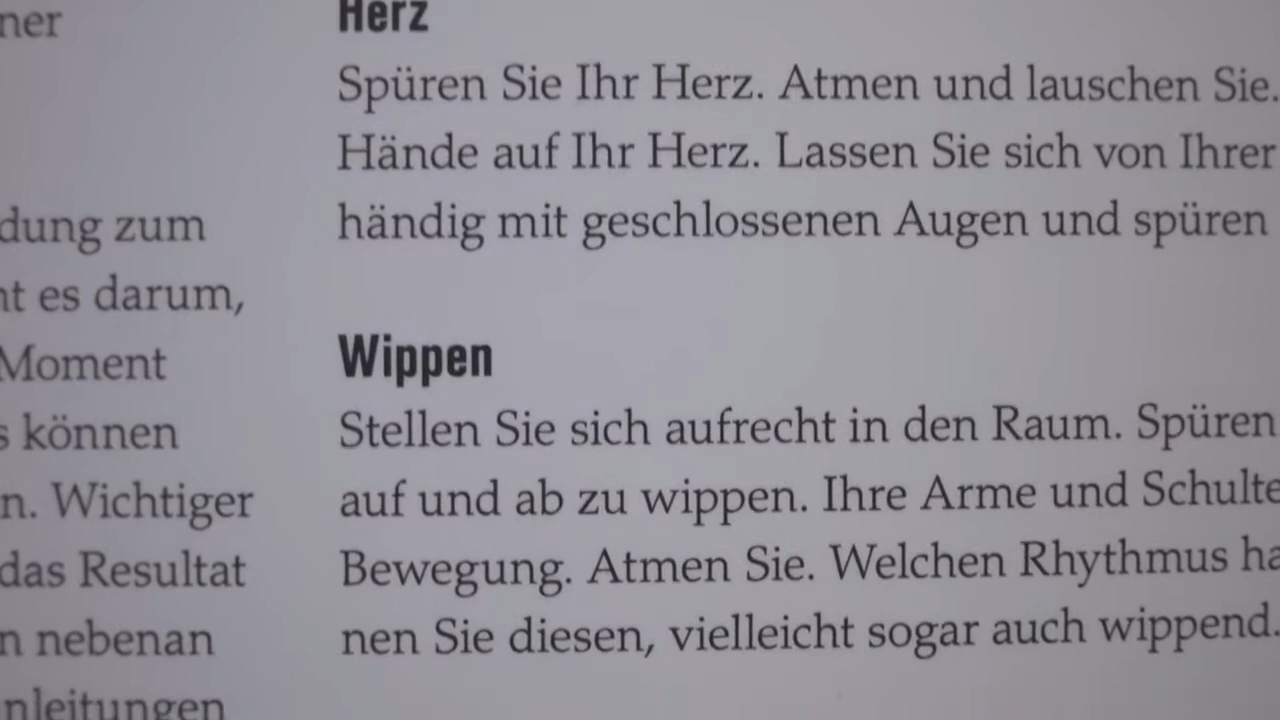 ner
dung zum
es darum,
Moment
können
n. Wichtiger
das Resultat
n nebenan
nleitungen
Herz
Spüren Sie Ihr Herz. Atmen und lauschen Sie.
Hände auf Ihr Herz. Lassen Sie sich von Ihrer
händig mit geschlossenen Augen und spüren
Wippen
Stellen Sie sich aufrecht in den Raum. Spüren
auf und ab zu wippen. Ihre Arme und Schulte
Bewegung. Atmen Sie. Welchen Rhythmus ha
nen Sie diesen, vielleicht sogar auch wippend.